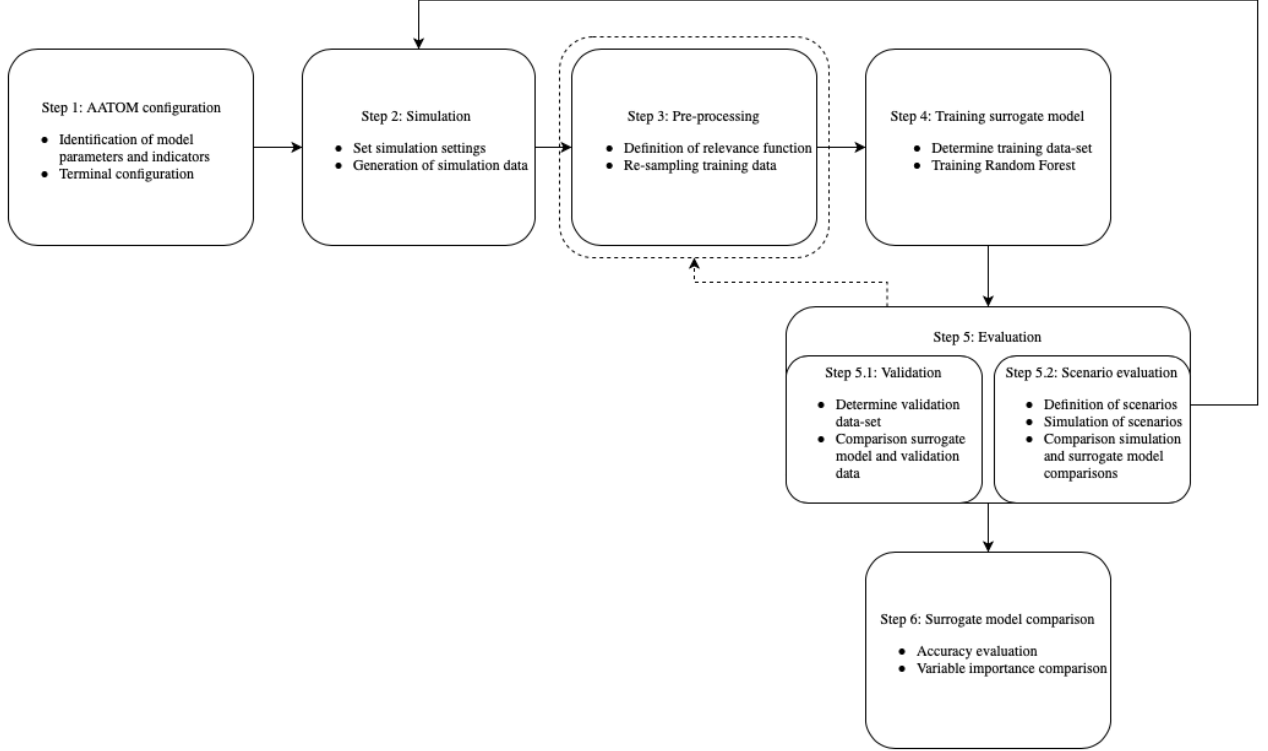 Step 1: AATOM configuration
● Identification of model
parameters and indicators
● Terminal configuration
Step 2: Simulation
● Set simulation settings
● Generation of simulation data
Step 3: Pre-processing
● Definition of relevance function
● Re-sampling training data
Step 4: Training surrogate model
● Determine training data-set
● Training Random Forest
Step 5: Evaluation
Step 5.1: Validation
● Determine validation
data-set
● Comparison surrogate
model and validation
data
Step 5.2: Scenario evaluation
● Definition of scenarios
● Simulation of scenarios
● Comparison simulation
and surrogate model
comparisons
Step 6: Surrogate model comparison
● Accuracy evaluation
● Variable importance comparison